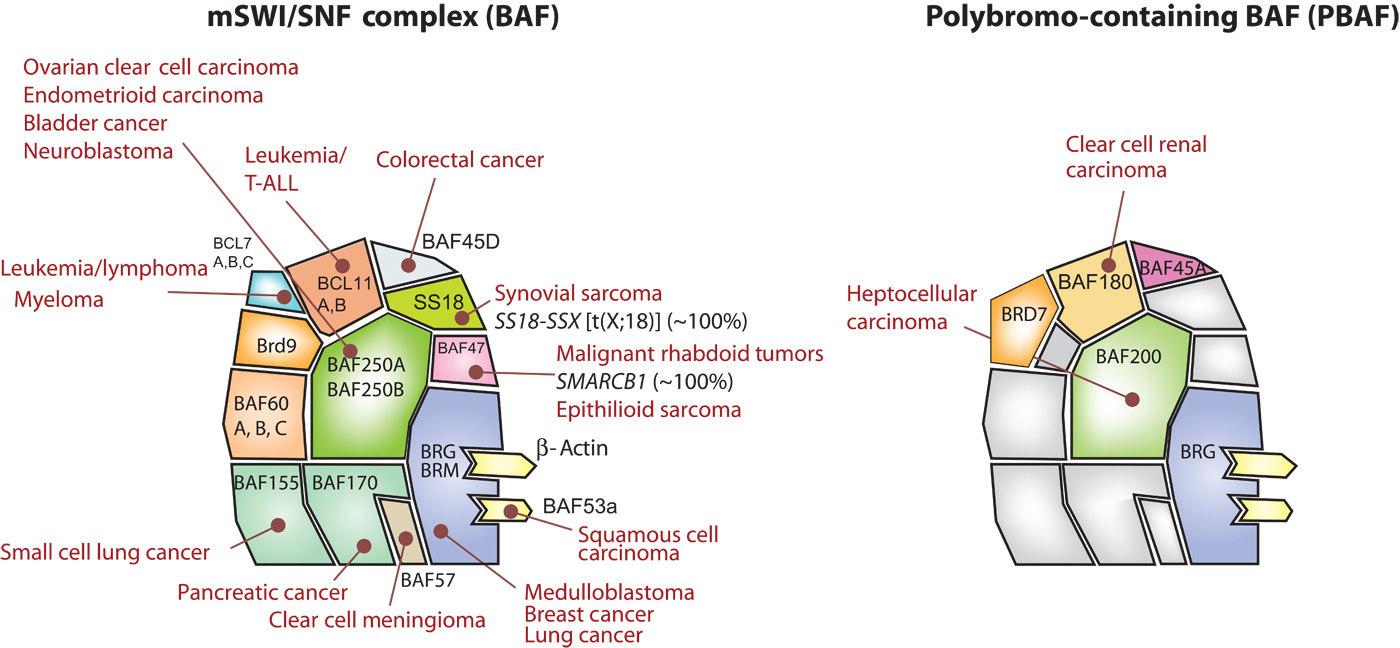 mSWI/SNF complex (BAF)
Ovarian clear cell carcinoma
Endometrioid carcinoma
Bladder cancer
Neuroblastoma
Leukemia/
T-ALL
Colorectal cancer
BCL7
A,B,C
BAF45D
Leukemia/lymphoma
Myeloma
BCL11
A,B
SS18
Synovial sarcoma
SS18-SSX [t(X;18)] (~100%)
Brd9
BAF250A
BAF250B
BAF47
Malignant rhabdoid tumors
SMARCB1 (~100%)
Epithilioid sarcoma
BAF60
A, B, C
BRG
BRM
β-Actin
BAF155
BAF170
BAF53a
Squamous cell
carcinoma
Small cell lung cancer
Pancreatic cancer
BAF57
Clear cell meningioma
Medulloblastoma
Breast cancer
Lung cancer
Polybromo-containing BAF (PBAF)
Clear cell renal
carcinoma
BAF180
BAF45A
Heptocellular
carcinoma
BRD7
BAF200
BRG